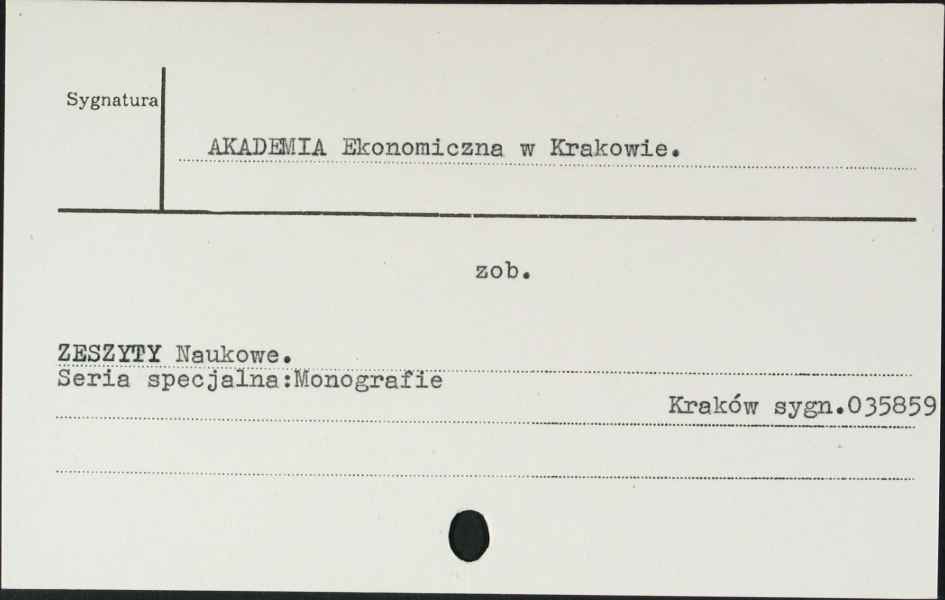 Sygnatura
AKADEMIA Ekonomiczna w Krakowie.
zob.
ZESZYTY Naukowe.
Seria specjalna:Monografie
Kraków sygn.035859